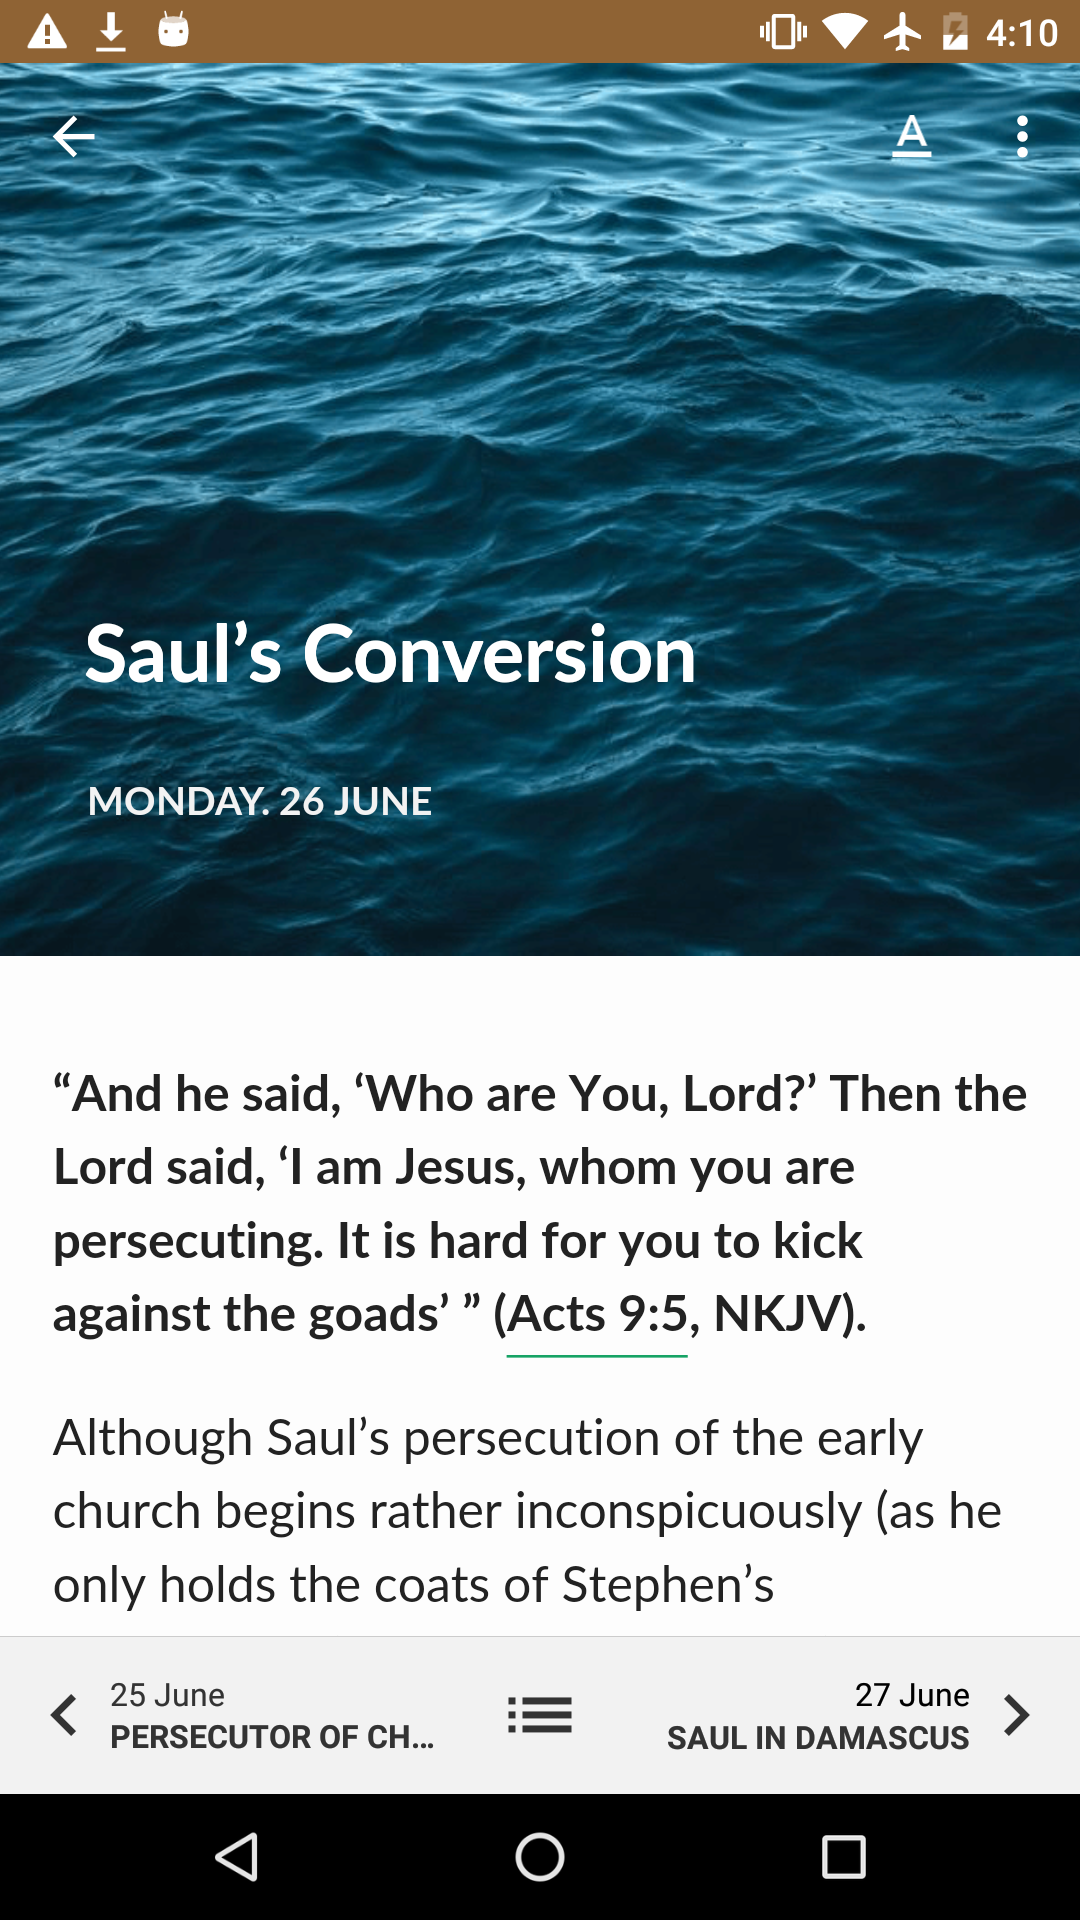 4:10
A
Saul’s Conversion
MONDAY. 26 JUNE
“And he said, ‘Who are You, Lord?’ Then the
Lord said, ‘I am Jesus, whom you are
persecuting. It is hard for you to kick
against the goads’ ” (Acts 9:5, NKJV).
Although Saul’s persecution of the early
church begins rather inconspicuously (as he
only holds the coats of Stephen’s
25 June
PERSECUTOR OF CH...
27 June
SAUL IN DAMASCUS